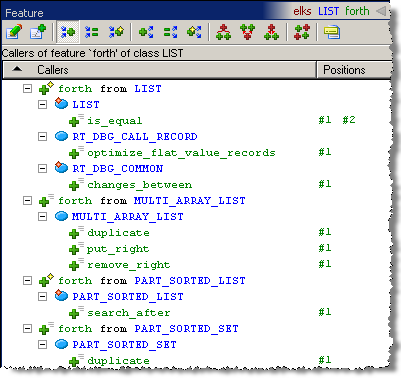 Feature
elks LIST forth
Callers of feature `forth' of class LIST
Callers Positions
forth from LIST
LIST
is_equal #1 #2
RT_DBG_CALL_RECORD
optimize_flat_value_records #1
RT_DBG_COMMON
changes_between #1
forth from MULTI_ARRAY_LIST
MULTI_ARRAY_LIST
duplicate #1
put_right #1
remove_right #1
forth from PART_SORTED_LIST
PART_SORTED_LIST
search_after #1
forth from PART_SORTED_SET
PART_SORTED_SET
duplicate #1